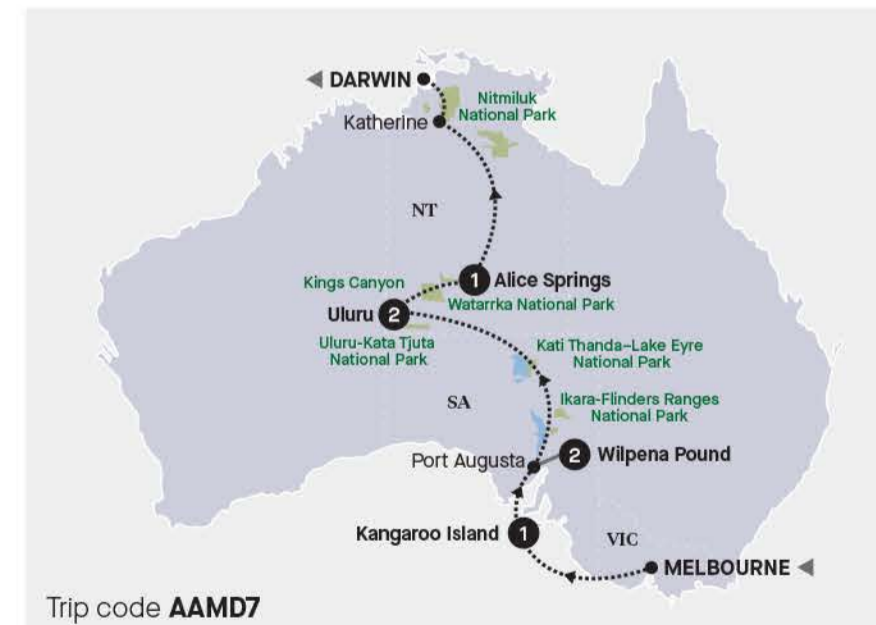 DARWIN
Nitmiluk
National Park
Katherine
NT
Kings Canyon
1 Alice Springs
Watarrka National Park
Uluru 2
Uluru-Kata Tjuta
National Park
Kati Thanda–Lake Eyre
National Park
SA
Ikara-Flinders Ranges
National Park
Port Augusta
2 Wilpena Pound
Kangaroo Island 1
VIC
MELBOURNE
Trip code AAMD7